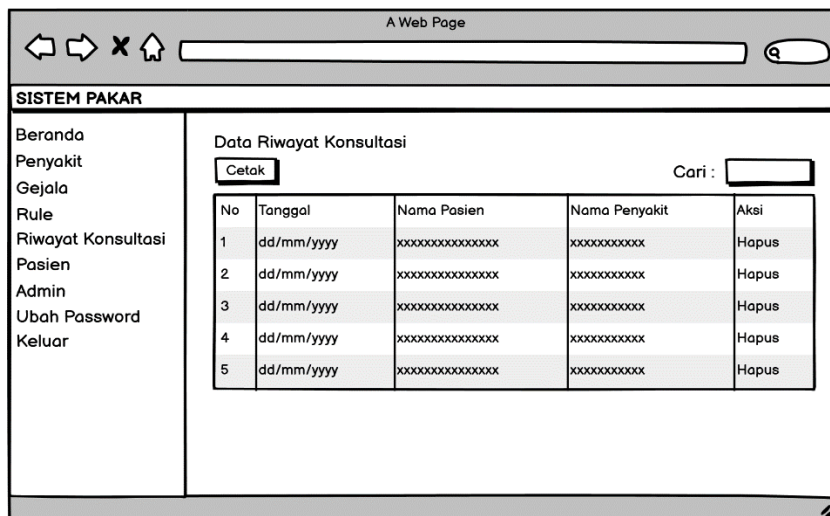 A Web Page
SISTEM PAKAR
Beranda
Penyakit
Gejala
Rule
Riwayat Konsultasi
Pasien
Admin
Ubah Password
Keluar
Data Riwayat Konsultasi
Cetak Cari :
No Tanggal Nama Pasien Nama Penyakit Aksi
1 dd/mm/yyyy xxxxxxxxxxxxxxx xxxxxxxxxxx Hapus
2 dd/mm/yyyy xxxxxxxxxxxxxxx xxxxxxxxxxx Hapus
3 dd/mm/yyyy xxxxxxxxxxxxxxx xxxxxxxxxxx Hapus
4 dd/mm/yyyy xxxxxxxxxxxxxxx xxxxxxxxxxx Hapus
5 dd/mm/yyyy xxxxxxxxxxxxxxx xxxxxxxxxxx Hapus